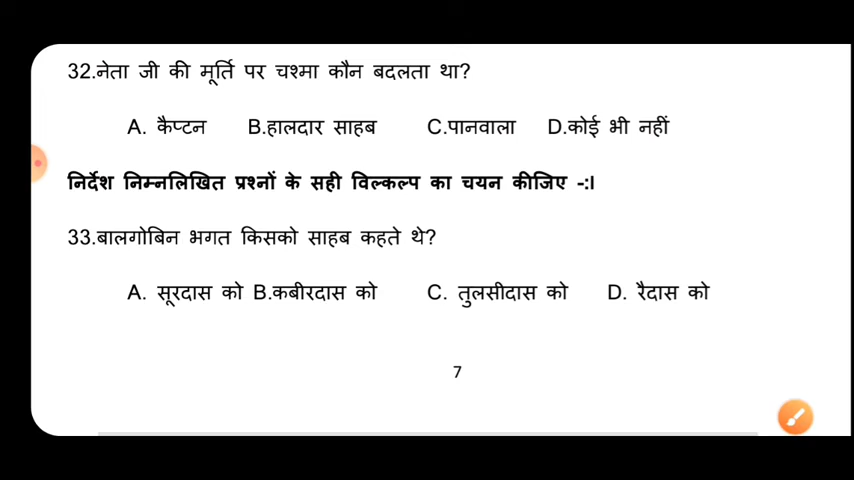 32.नेता जी की मूर्ति पर चश्मा कौन बदलता था?
A. कैप्टन B.हालदार साहब C.पानवाला D.कोई भी नहीं
निर्देश निम्नलिखित प्रश्नों के सही विल्कल्प का चयन कीजिए -:।
33.बालगोबिन भगत किसको साहब कहते थे?
A. सूरदास को B.कबीरदास को C. तुलसीदास को D. रैदास को
7